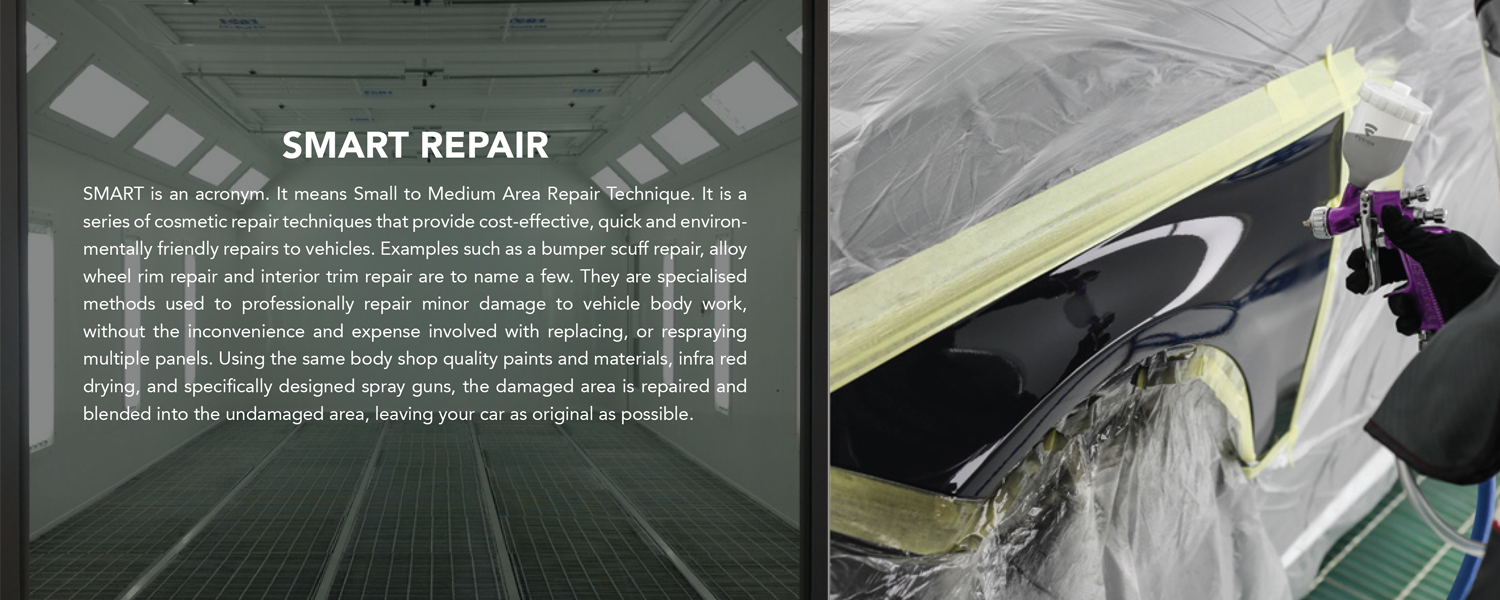 SMART REPAIR
SMART is an acronym. It means Small to Medium Area Repair Technique. It is a
series of cosmetic repair techniques that provide cost-effective, quick and environ-
mentally friendly repairs to vehicles. Examples such as a bumper scuff repair, alloy
wheel rim repair and interior trim repair are to name a few. They are specialised
methods used to professionally repair minor damage to vehicle body work,
without the inconvenience and expense involved with replacing, or respraying
multiple panels. Using the same body shop quality paints and materials, infra red
drying, and specifically designed spray guns, the damaged area is repaired and
blended into the undamaged area, leaving your car as original as possible.